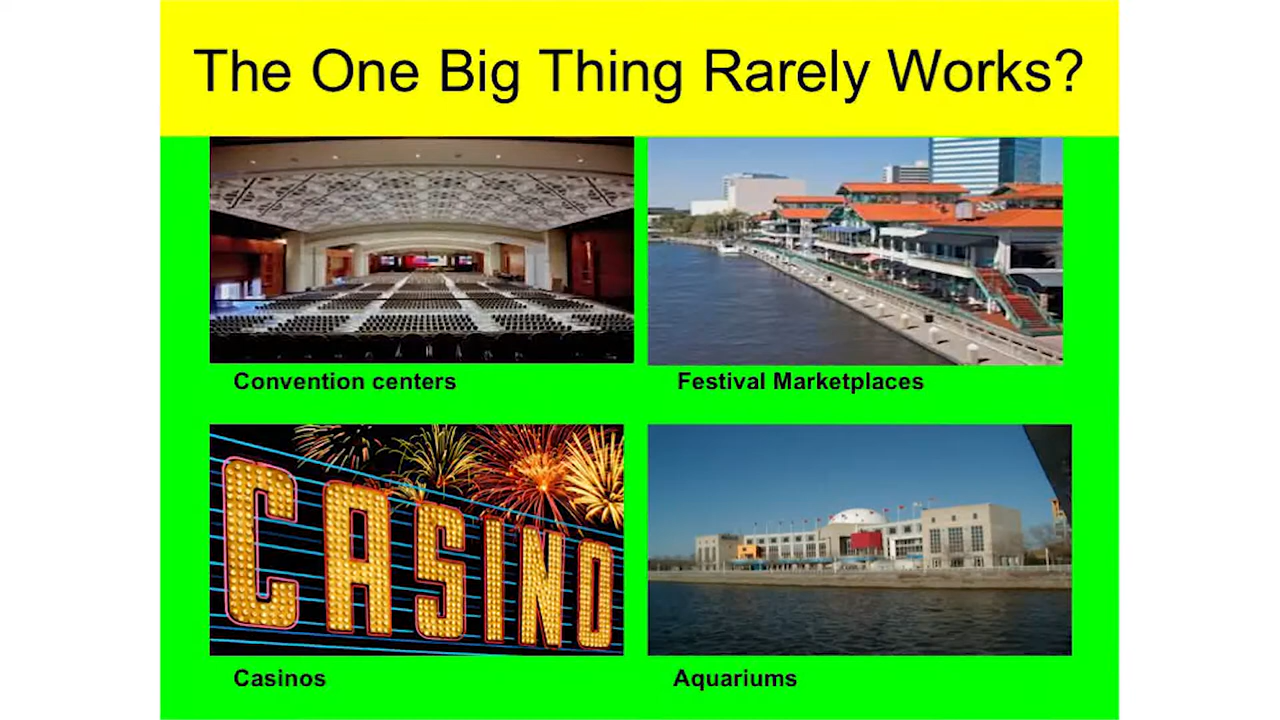 The One Big Thing Rarely Works?
Convention centers
Festival Marketplaces
CASINO
Casinos
Aquariums